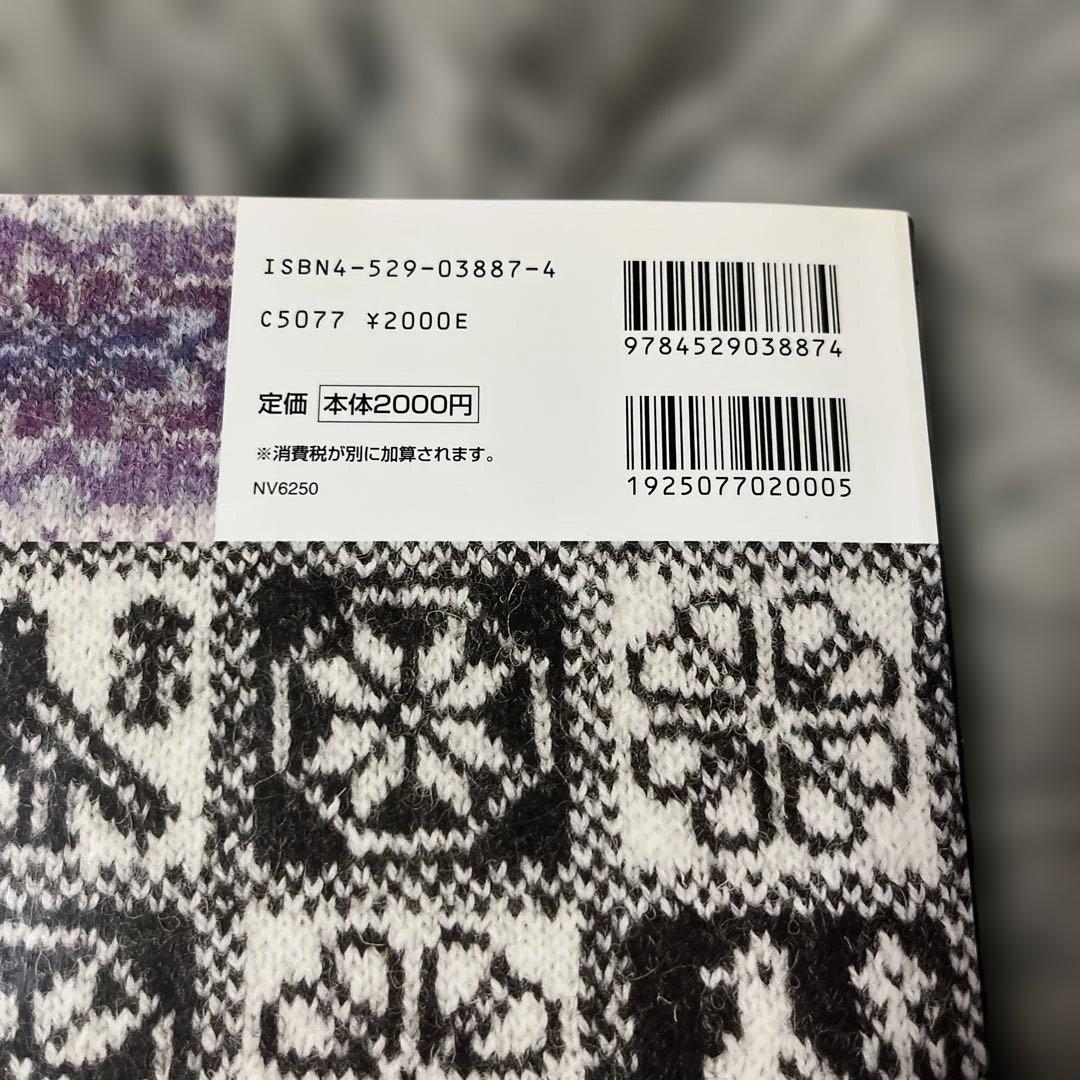 ISBN4-529-03887-4
C5077 ¥2000E
定価 本体2000円
※消費税が別に加算されます。
NV6250
9784529038874
1925077020005